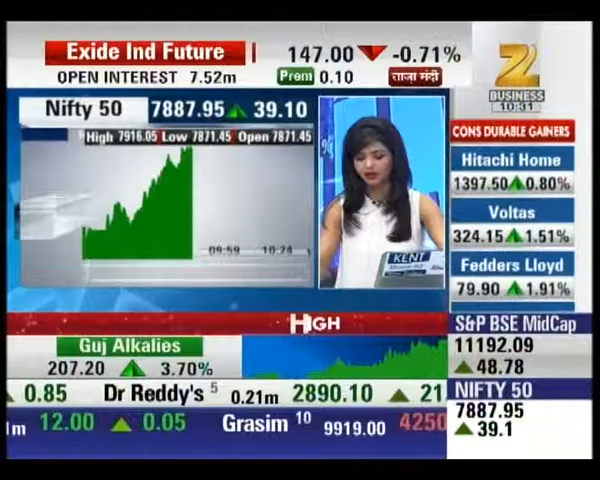 Exide Ind Future 147.00 -0.71%
OPEN INTEREST 7.52m Prem 0.10 ताज़ा मंदी
Z
BUSINESS
10:31
Nifty 50 7887.95 39.10
High 7916.05 Low 7871.45 Open 7871.45
09:59 10:24
KENT
CONS DURABLE GAINERS
Hitachi Home
1397.50 0.80%
Voltas
324.15 1.51%
Fedders Lloyd
79.90 1.91%
HIGH
Guj Alkalies
207.20 3.70%
S&P BSE MidCap
11192.09
48.78
NIFTY 50
7887.95
39.1
0.85 Dr Reddy's 5 0.21m 2890.10 21
1m 12.00 0.05 Grasim 10 9919.00 4250